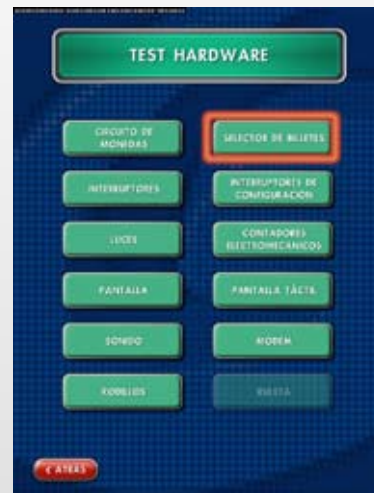 TEST HARDWARE
CIRCUITO DE
MONEDAS
SELECTOR DE BILLETES
INTERRUPTORES
INTERRUPTORES DE
CONFIGURACIÓN
LUCES
CONTADORES
ELECTROMECÁNICOS
PANTALLA
PANTALLA TÁCTIL
SONIDO
MODEM
RODILLOS
RULETA
< ATRÁS